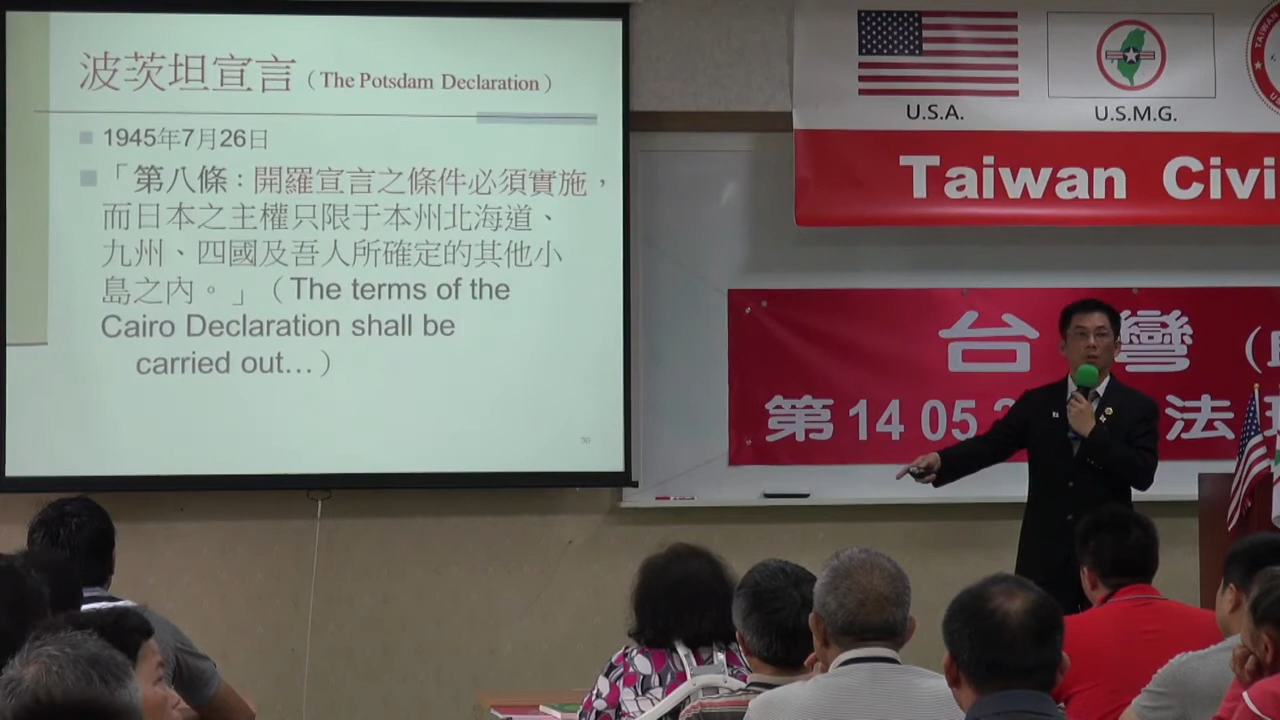 波茨坦宣言（The Potsdam Declaration）
1945年7月26日
「第八條：開羅宣言之條件必須實施，
而日本之主權只限于本州北海道、
九州、四國及吾人所確定的其他小
島之內。」（The terms of the
Cairo Declaration shall be
carried out…）
U.S.A.
U.S.M.G.
TAIWAN
Taiwan Civi
台灣
第 14 05
法